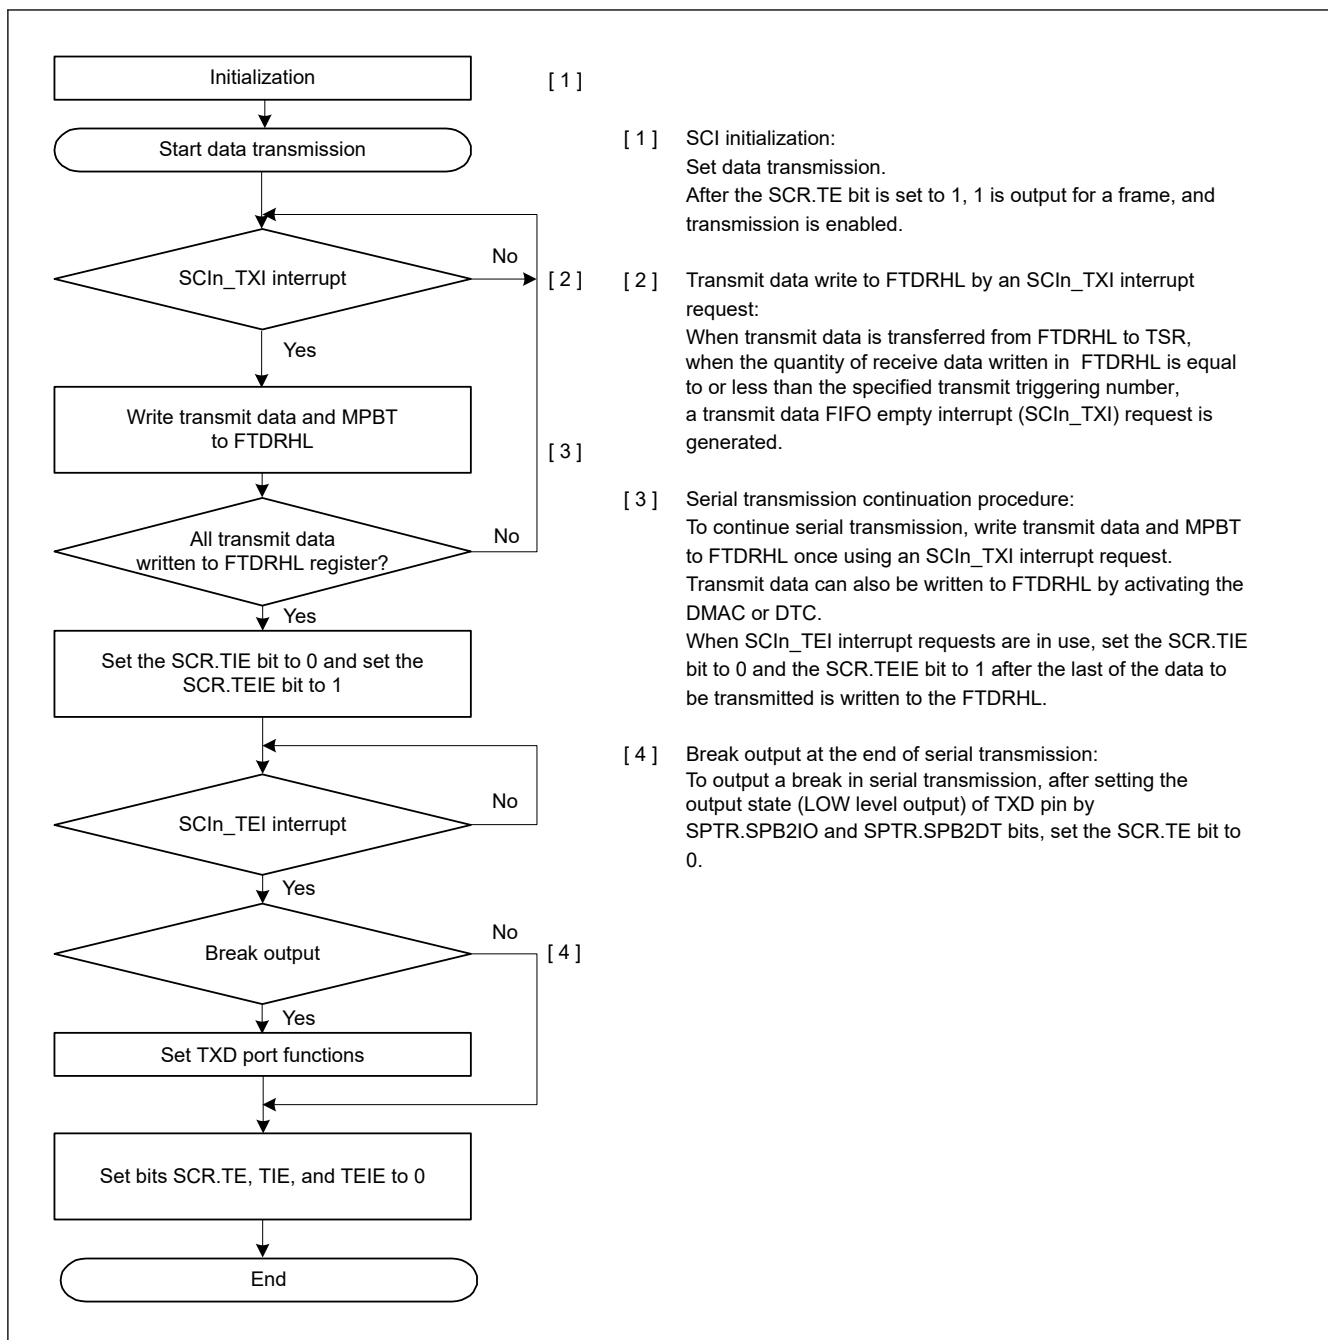 Initialization
[ 1 ]
Start data transmission
SCIn_TXI interrupt
No
[ 2 ]
Yes
Write transmit data and MPBT
to FTDRHL
[ 3 ]
All transmit data
written to FTDRHL register?
No
Yes
Set the SCR.TIE bit to 0 and set the
SCR.TEIE bit to 1
SCIn_TEI interrupt
No
Yes
Break output
No
[ 4 ]
Yes
Set TXD port functions
Set bits SCR.TE, TIE, and TEIE to 0
End
[ 1 ] SCI initialization:
Set data transmission.
After the SCR.TE bit is set to 1, 1 is output for a frame, and
transmission is enabled.
[ 2 ] Transmit data write to FTDRHL by an SCIn_TXI interrupt
request:
When transmit data is transferred from FTDRHL to TSR,
when the quantity of receive data written in FTDRHL is equal
to or less than the specified transmit triggering number,
a transmit data FIFO empty interrupt (SCIn_TXI) request is
generated.
[ 3 ] Serial transmission continuation procedure:
To continue serial transmission, write transmit data and MPBT
to FTDRHL once using an SCIn_TXI interrupt request.
Transmit data can also be written to FTDRHL by activating the
DMAC or DTC.
When SCIn_TEI interrupt requests are in use, set the SCR.TIE
bit to 0 and the SCR.TEIE bit to 1 after the last of the data to
be transmitted is written to the FTDRHL.
[ 4 ] Break output at the end of serial transmission:
To output a break in serial transmission, after setting the
output state (LOW level output) of TXD pin by
SPTR.SPB2IO and SPTR.SPB2DT bits, set the SCR.TE bit to
0.